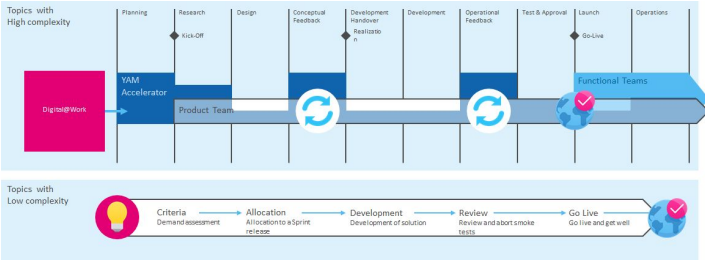 Topics with
High complexity
Planning
Research
Design
Conceptual
Feedback
Development
Handover
Development
Operational
Feedback
Test & Approval
Launch
Operations
Kick-Off
Realizatio
n
Go-Live
Digital@Work
YAM
Accelerator
Product Team
Functional Teams
Topics with
Low complexity
Criteria
Demand assessment
Allocation
Allocation to a Sprint
release
Development
Development of solution
Review
Review and abort smoke
tests
Go Live
Go live and get well